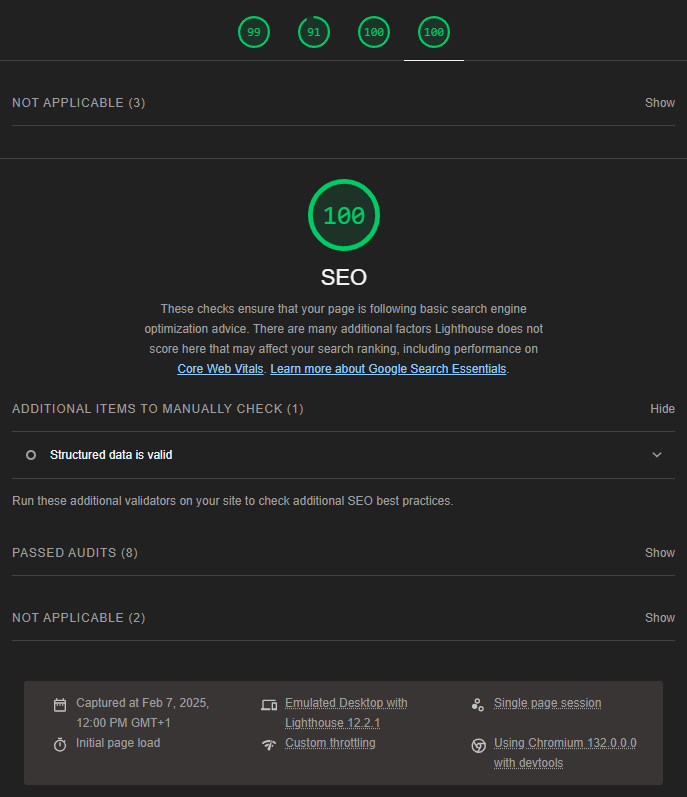 99 91 100 100
NOT APPLICABLE (3) Show
100
SEO
These checks ensure that your page is following basic search engine
optimization advice. There are many additional factors Lighthouse does not
score here that may affect your search ranking, including performance on
Core Web Vitals. Learn more about Google Search Essentials.
ADDITIONAL ITEMS TO MANUALLY CHECK (1) Hide
Structured data is valid
Run these additional validators on your site to check additional SEO best practices.
PASSED AUDITS (8) Show
NOT APPLICABLE (2) Show
Captured at Feb 7, 2025,
12:00 PM GMT+1
Emulated Desktop with
Lighthouse 12.2.1
Single page session
Initial page load
Custom throttling
Using Chromium 132.0.0.0
with devtools